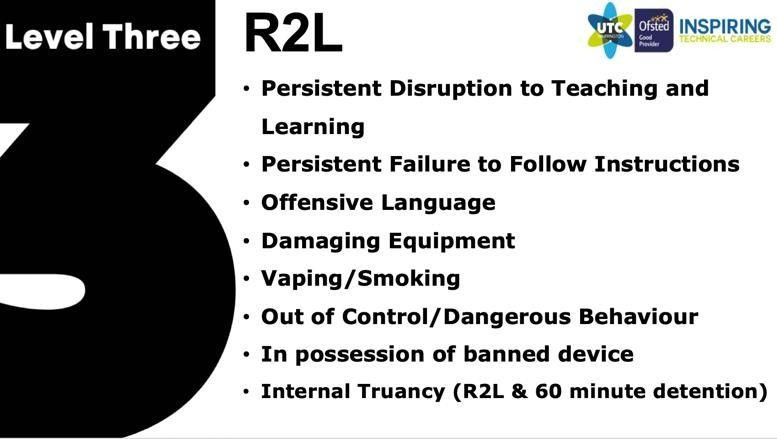 Level Three
R2L
UTC
Ofsted
Good
Provider
INSPIRING
TECHNICAL CAREERS
• Persistent Disruption to Teaching and
Learning
• Persistent Failure to Follow Instructions
• Offensive Language
• Damaging Equipment
• Vaping/Smoking
• Out of Control/Dangerous Behaviour
• In possession of banned device
• Internal Truancy (R2L & 60 minute detention)
3